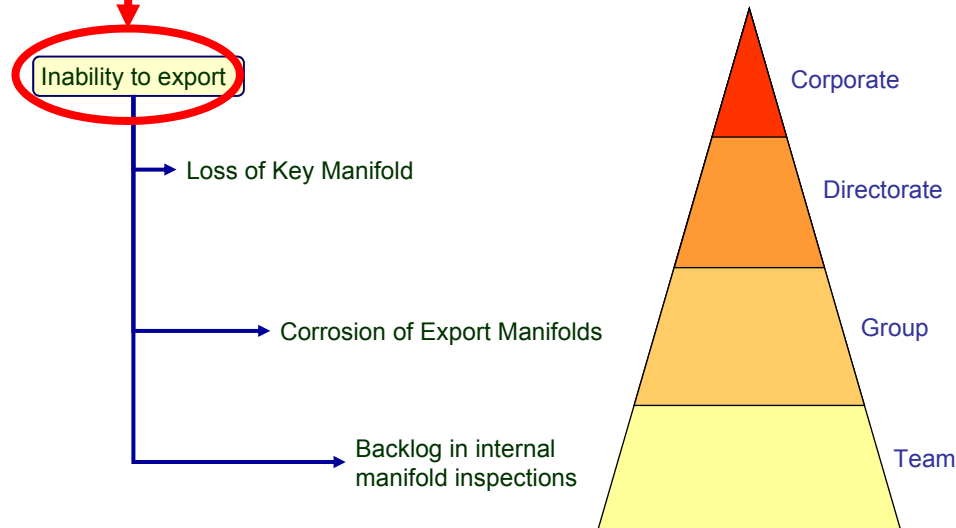 Inability to export
Corporate
Loss of Key Manifold
Directorate
Corrosion of Export Manifolds
Group
Backlog in internal
manifold inspections
Team